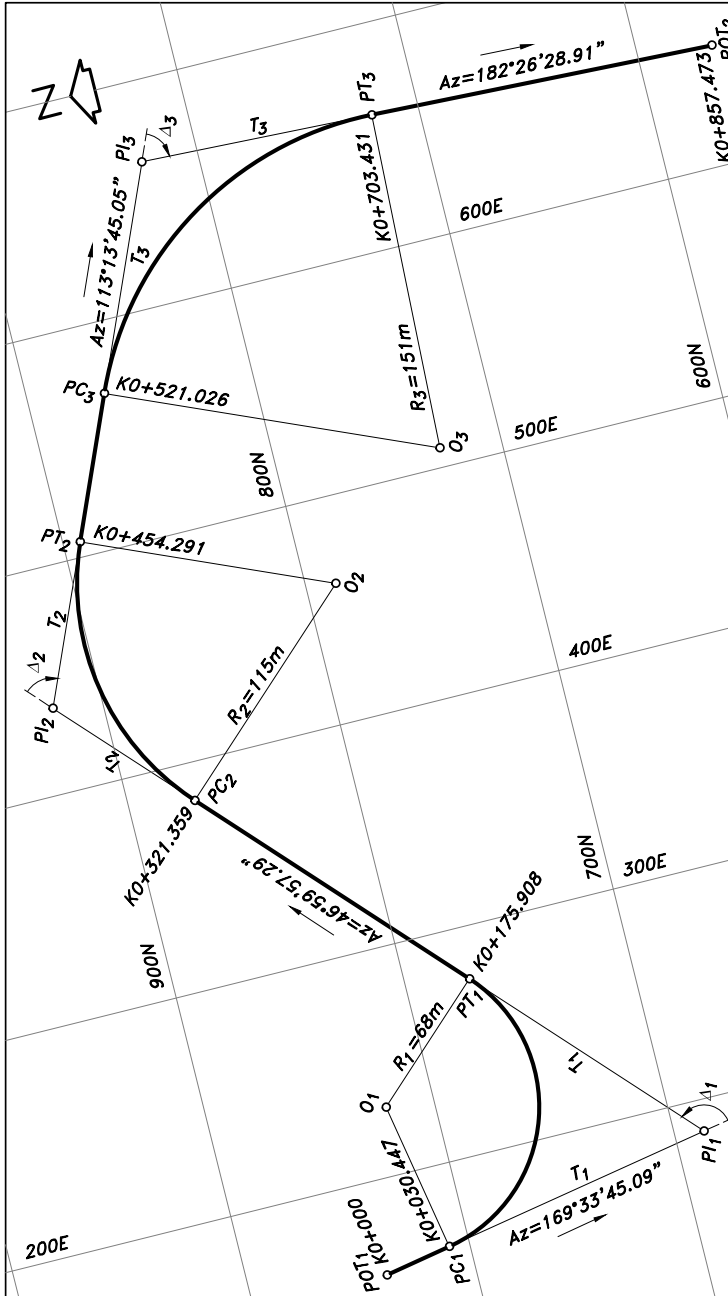 N
Az=182°26'28.91"
POT2
K0+857.473
PT3
T3
Δ3
PI3
K0+703.431
600E
Az=113°13'45.05"
T3
R3=151m
600N
PC3
K0+521.026
O3
500E
800N
PT2
K0+454.291
O2
T2
Δ2
PI2
R2=115m
400E
T2
PC2
K0+321.359
Az=46°59'57.29"
700N
300E
900N
K0+175.908
PT1
R1=68m
O1
T1
Δ1
PI1
K0+030.447
T1
Az=169°33'45.09"
POT1
K0+000
PC1
200E